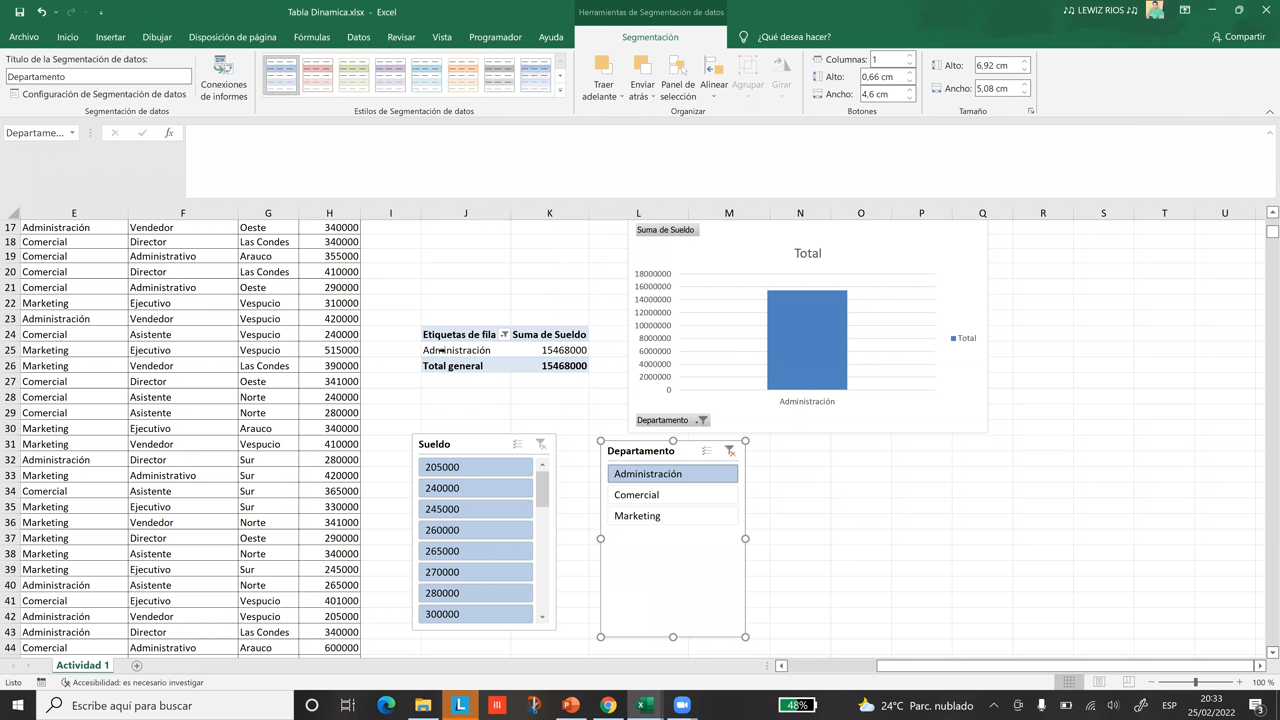 Tabla Dinamica.xlsx - Excel
Herramientas de Segmentación de datos
♪♫ LEWIZ RIOS ♪♫
Archivo Inicio Insertar Dibujar Disposición de página Fórmulas Datos Revisar Vista Programador Ayuda Segmentación ¿Qué desea hacer? Compartir
Título de la Segmentación de datos:
Departamento
Configuración de Segmentación de datos
Segmentación de datos
Conexiones
de informes
Estilos de Segmentación de datos
Traer
adelante
Enviar
atrás
Panel de
selección
Alinear
Agrupar
Girar
Organizar
Columnas: 1
Alto: 0,66 cm
Ancho: 4,6 cm
Botones
Alto: 6,92 cm
Ancho: 5,08 cm
Tamaño
Departame...
fx
E F G H I J K L M N O P Q R S T U
17 Administración Vendedor Oeste 340000
18 Comercial Director Las Condes 340000
19 Comercial Administrativo Arauco 355000
20 Comercial Director Las Condes 410000
21 Comercial Administrativo Oeste 290000
22 Marketing Ejecutivo Vespucio 310000
23 Administración Vendedor Vespucio 420000
24 Comercial Asistente Vespucio 240000
25 Marketing Ejecutivo Vespucio 515000
26 Marketing Vendedor Las Condes 390000
27 Comercial Director Oeste 341000
28 Comercial Asistente Norte 240000
29 Comercial Asistente Norte 280000
30 Marketing Ejecutivo Arauco 340000
31 Marketing Vendedor Vespucio 410000
32 Administración Director Sur 280000
33 Marketing Administrativo Sur 420000
34 Comercial Asistente Sur 365000
35 Marketing Ejecutivo Sur 330000
36 Marketing Vendedor Norte 341000
37 Marketing Director Oeste 290000
38 Marketing Asistente Norte 340000
39 Marketing Ejecutivo Sur 245000
40 Administración Asistente Norte 265000
41 Comercial Ejecutivo Vespucio 401000
42 Administración Vendedor Vespucio 205000
43 Administración Director Las Condes 340000
44 Comercial Administrativo Arauco 600000
Etiquetas de fila Suma de Sueldo
Administración 15468000
Total general 15468000
Suma de Sueldo
Total
18000000
16000000
14000000
12000000
10000000
8000000
6000000
4000000
2000000
0
Administración
Total
Departamento
Sueldo
205000
240000
245000
260000
265000
270000
280000
300000
Departamento
Administración
Comercial
Marketing
Actividad 1
Listo
Accesibilidad: es necesario investigar
100 %
Escribe aquí para buscar
L
48%
24°C Parc. nublado
ESP
20:33
25/02/2022
3